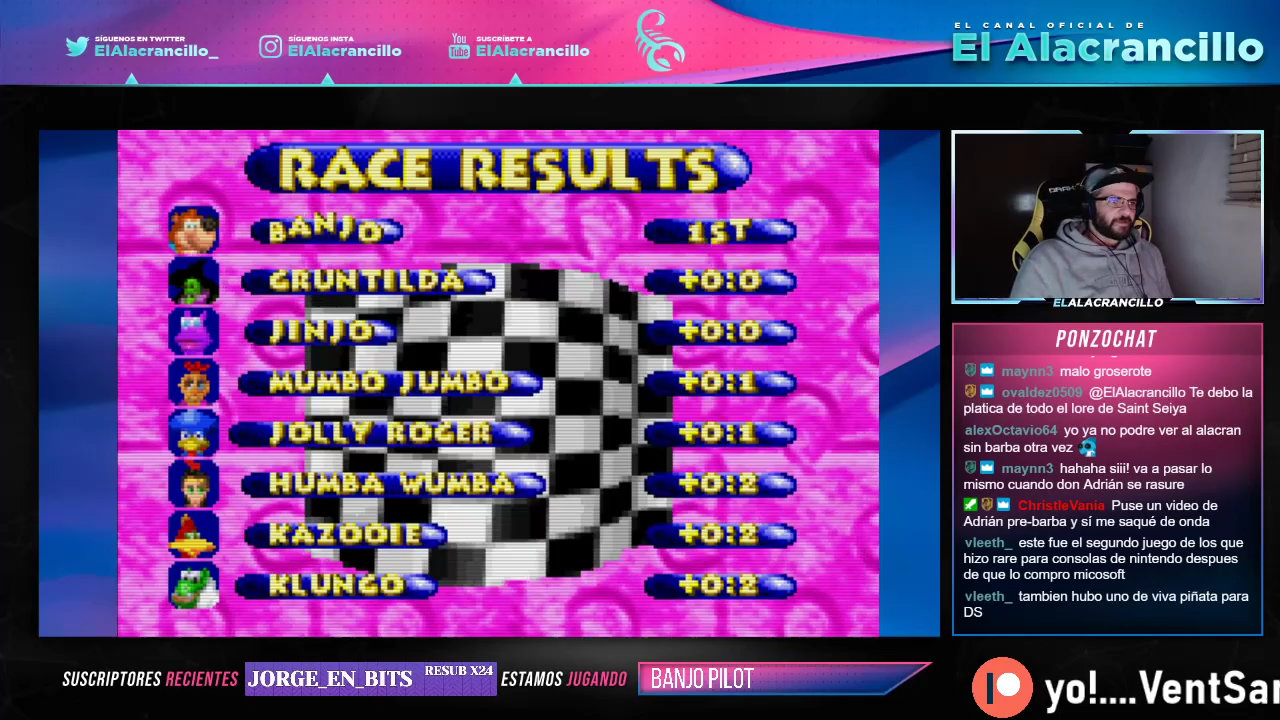 SÍGUENOS EN TWITTER
ElAlacrancillo_
SÍGUENOS INSTA
ElAlacrancillo
You Tube
SUSCRÍBETE A
ElAlacrancillo
EL CANAL OFICIAL DE
El Alacrancillo
RACE RESULTS
BANJO 1ST
GRUNTILDA +0:0
JINJO +0:0
MUMBO JUMBO +0:1
JOLLY ROGER +0:1
HUMBA WUMBA +0:2
KAZOOIE +0:2
KLUNGO +0:2
ELALACRANCILLO
PONZOCHAT
maynn3 malo groserote
ovaldez0509 @ElAlacrancillo Te debo la
platica de todo el lore de Saint Seiya
alexOctavio64 yo ya no podre ver al alacran
sin barba otra vez
maynn3 hahaha siii! va a pasar lo
mismo cuando don Adrián se rasure
ChristleVania Puse un video de
Adrián pre-barba y sí me saqué de onda
vleeth_ este fue el segundo juego de los que
hizo rare para consolas de nintendo despues
de que lo compro micosoft
vleeth_ tambien hubo uno de viva piñata para
DS
SUSCRIPTORES RECIENTES JORGE_EN_BITS RESUB X24 ESTAMOS JUGANDO BANJO PILOT
yo!....VentSar